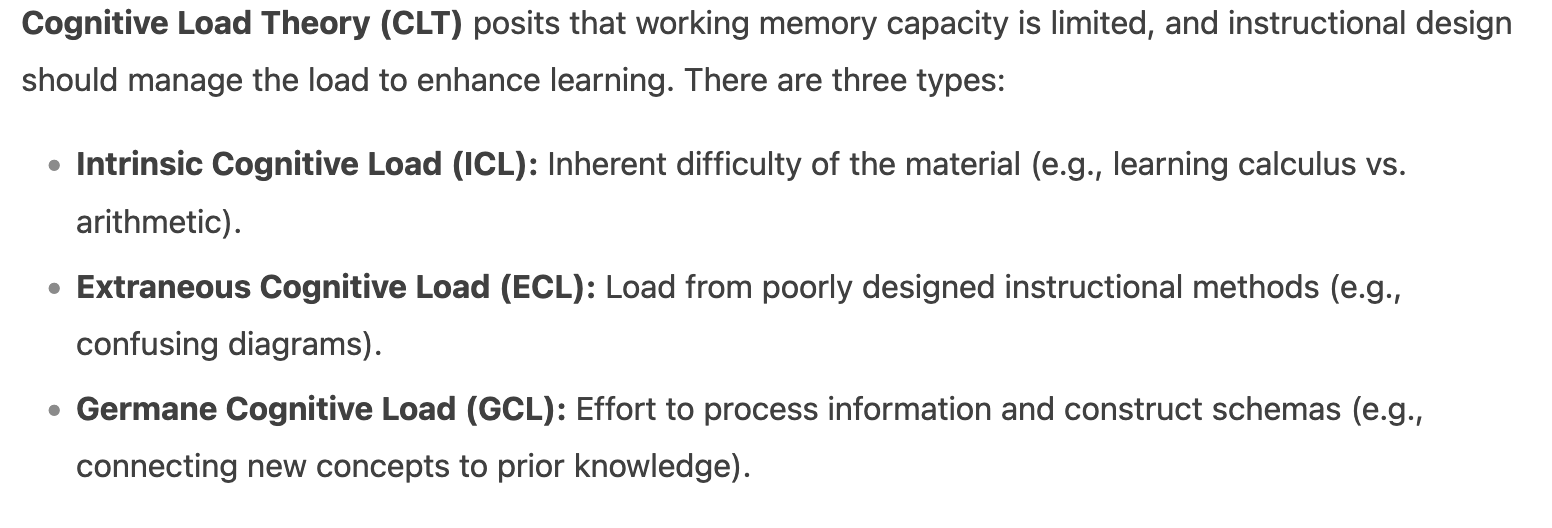 Cognitive Load Theory (CLT) posits that working memory capacity is limited, and instructional design
should manage the load to enhance learning. There are three types:
• Intrinsic Cognitive Load (ICL): Inherent difficulty of the material (e.g., learning calculus vs.
arithmetic).
• Extraneous Cognitive Load (ECL): Load from poorly designed instructional methods (e.g.,
confusing diagrams).
• Germane Cognitive Load (GCL): Effort to process information and construct schemas (e.g.,
connecting new concepts to prior knowledge).